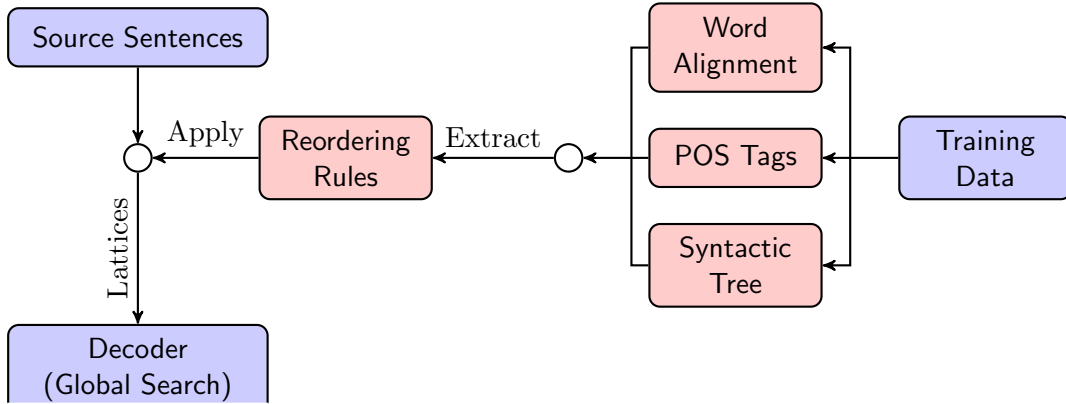 Source Sentences
Word
Alignment
Apply
Reordering
Rules
Extract
POS Tags
Training
Data
Lattices
Syntactic
Tree
Decoder
(Global Search)